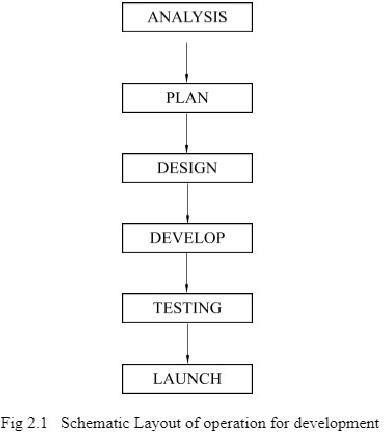 ANALYSIS
PLAN
DESIGN
DEVELOP
TESTING
LAUNCH
Fig 2.1 Schematic Layout of operation for development